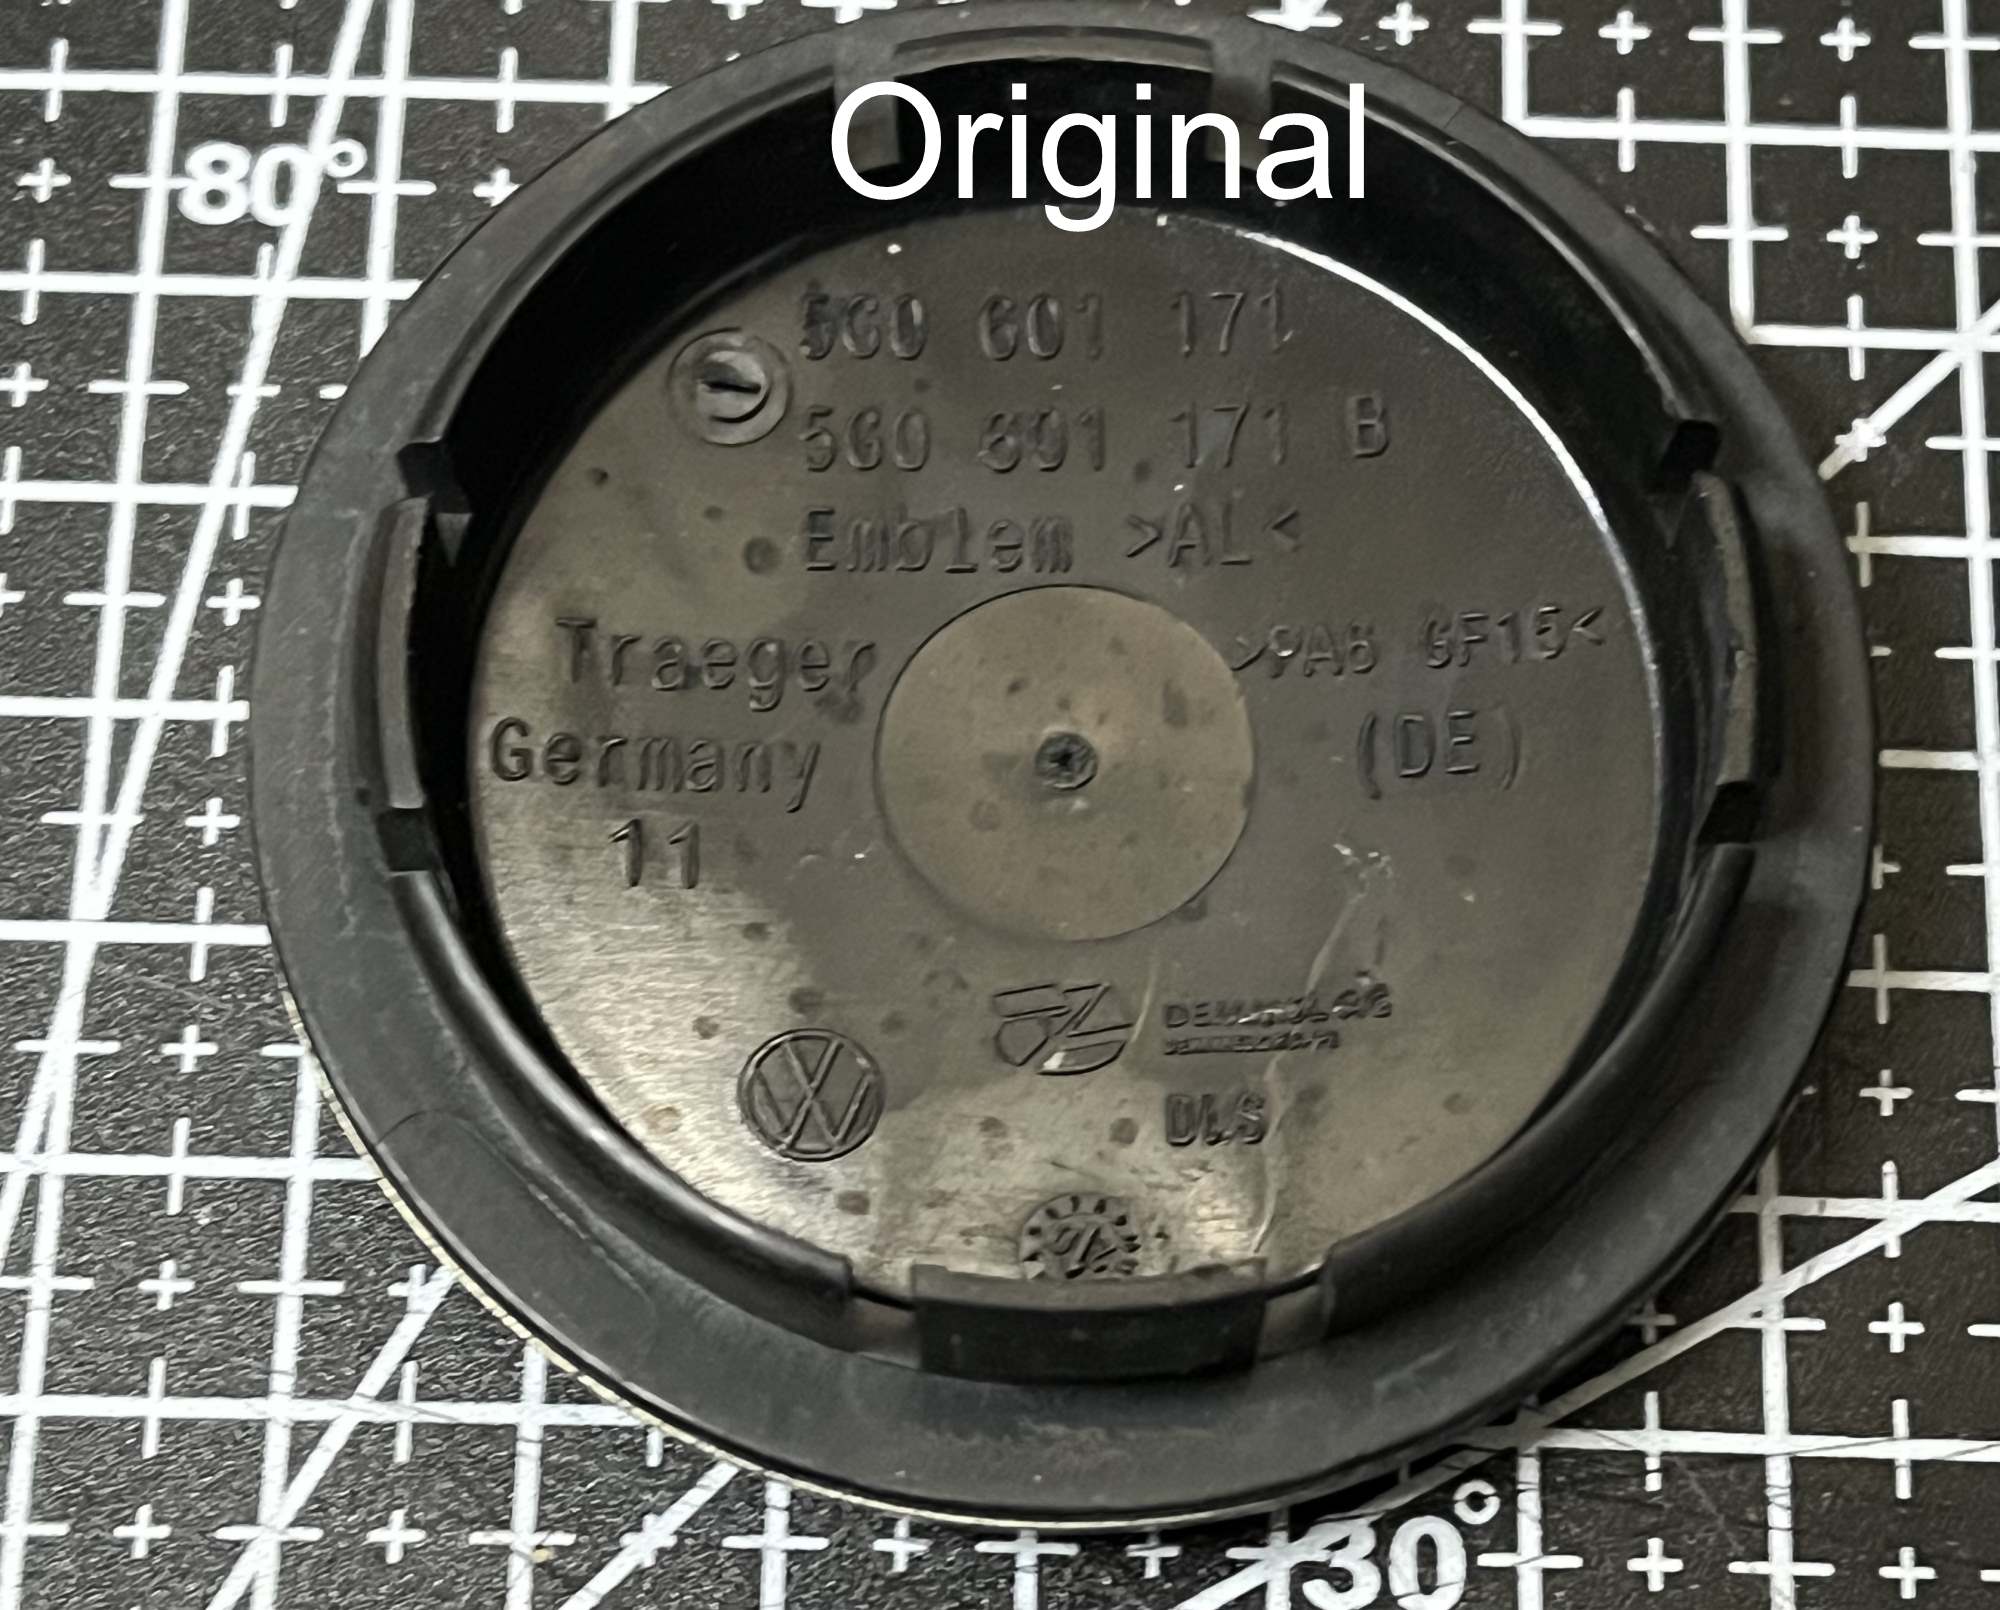 Original
80°
5G0 601 171
5G0 601 171 B
Emblem >AL<
Traeger
>PA6 GF15<
Germany
(DE)
11
30°